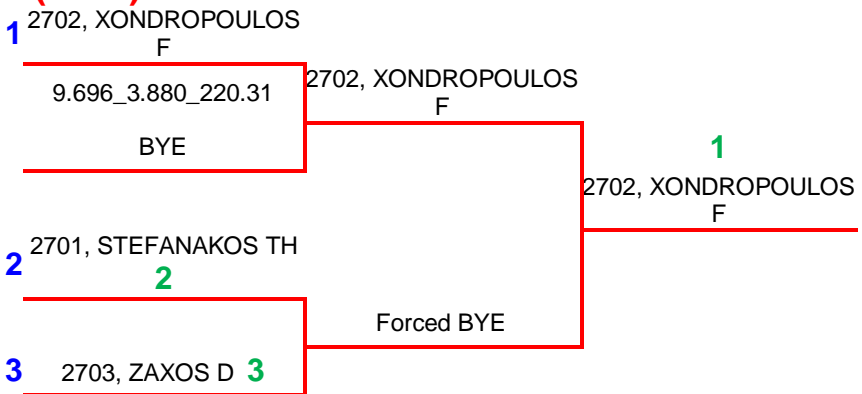 1 2702, XONDROPOULOS
F
9.696_3.880_220.31
BYE
2702, XONDROPOULOS
F
1
2702, XONDROPOULOS
F
2 2701, STEFANAKOS TH
2
Forced BYE
3 2703, ZAXOS D 3